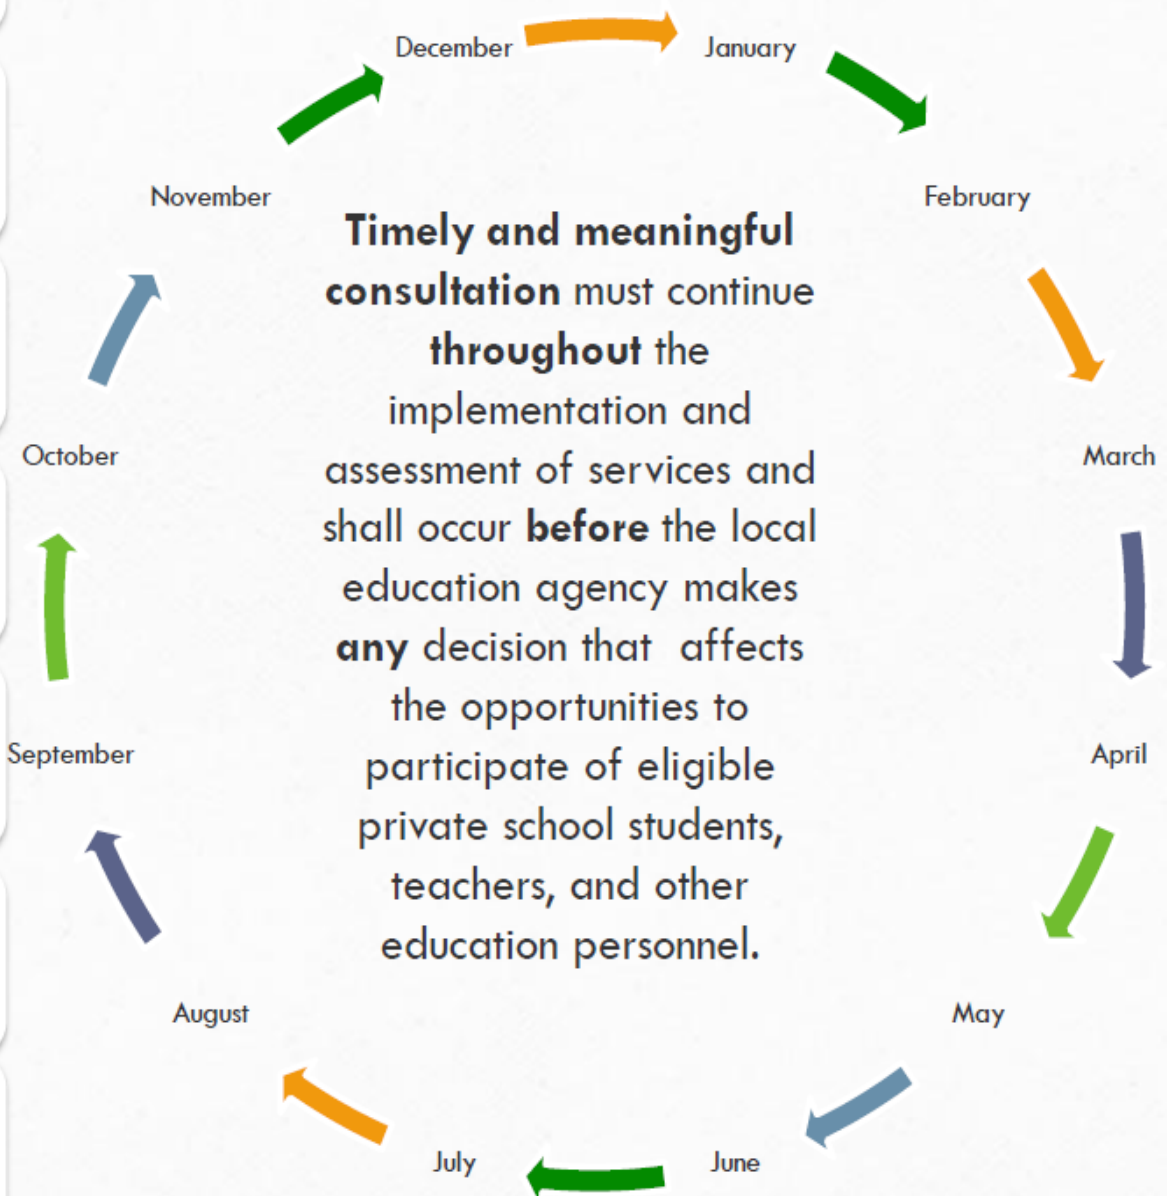 December
January
February
March
April
May
June
July
August
September
October
November
Timely and meaningful
consultation must continue
throughout the
implementation and
assessment of services and
shall occur before the local
education agency makes
any decision that  affects
the opportunities to
participate of eligible
private school students,
teachers, and other
education personnel.